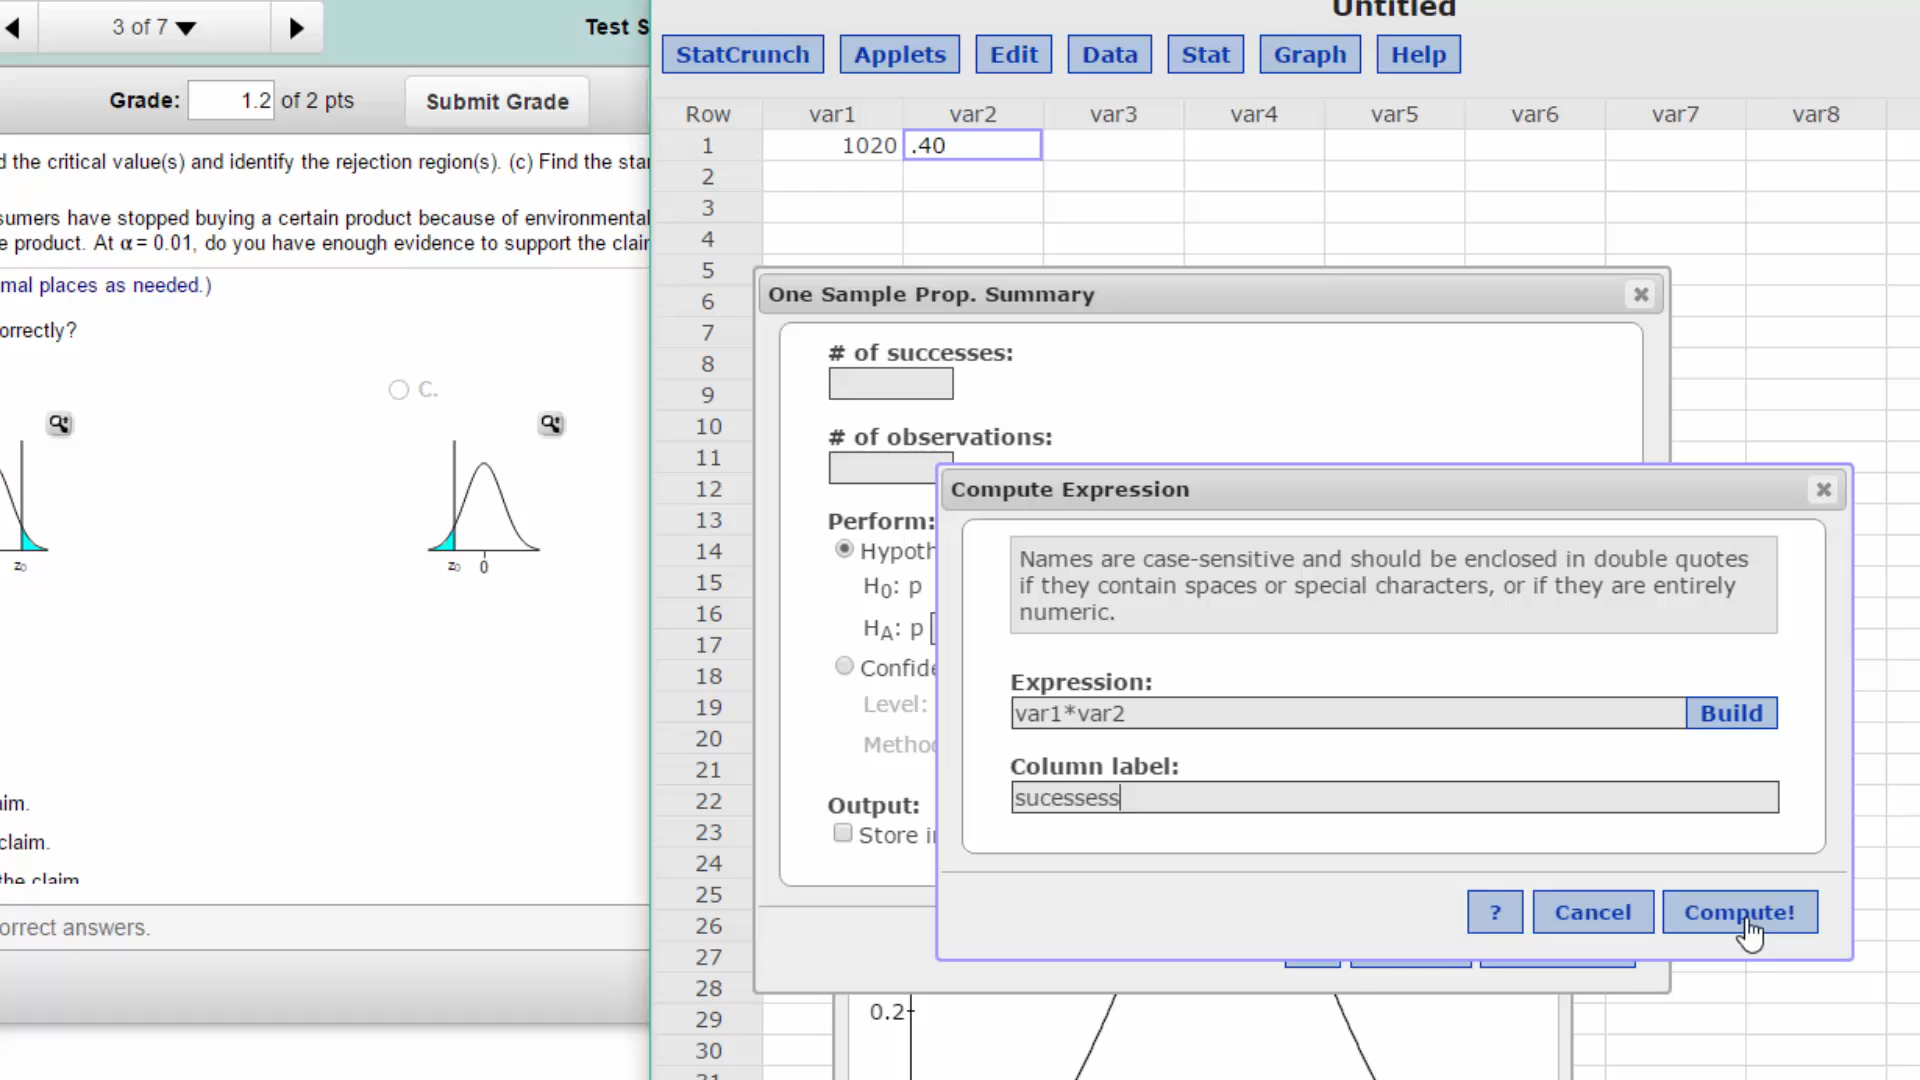 3 of 7
Test S
Grade: 1.2 of 2 pts
Submit Grade
d the critical value(s) and identify the rejection region(s). (c) Find the sta
sumers have stopped buying a certain product because of environmental
e product. At α = 0.01, do you have enough evidence to support the clai
mal places as needed.)
orrectly?
C.
z0
z0 0
aim.
claim.
the claim
orrect answers.
Untitled
StatCrunch Applets Edit Data Stat Graph Help
Row var1 var2 var3 var4 var5 var6 var7 var8
1 1020 .40
2
3
4
5
6
7
8
9
10
11
12
13
14
15
16
17
18
19
20
21
22
23
24
25
26
27
28
29
30
31
One Sample Prop. Summary
# of successes:
# of observations:
Perform:
Hypoth
H0: p
HA: p
Confide
Level:
Metho
Output:
Store i
Compute Expression
Names are case-sensitive and should be enclosed in double quotes
if they contain spaces or special characters, or if they are entirely
numeric.
Expression:
var1*var2
Build
Column label:
sucessess
? Cancel Compute!
0.2